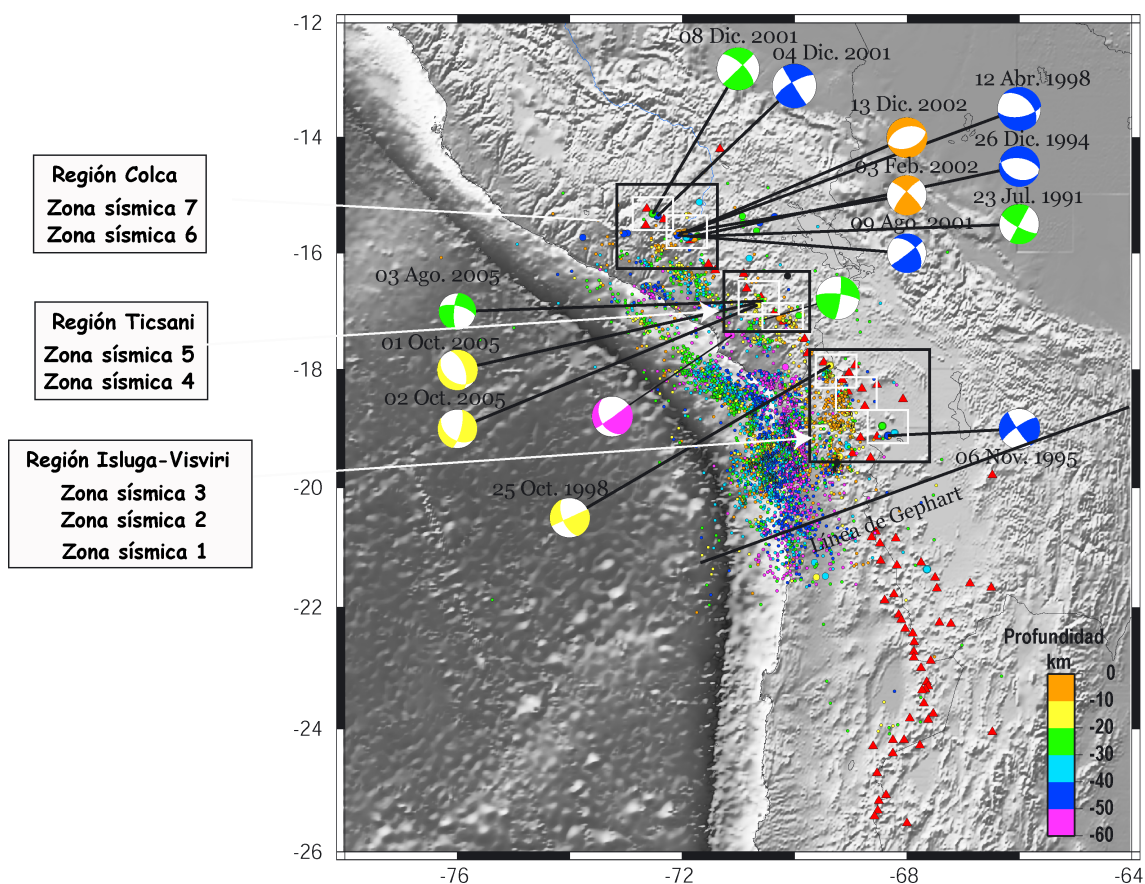 -12
-14
-16
-18
-20
-22
-24
-26
-76
-72
-68
-64
Región Colca
Zona sísmica 7
Zona sísmica 6
Región Ticsani
Zona sísmica 5
Zona sísmica 4
Región Isluga-Visviri
Zona sísmica 3
Zona sísmica 2
Zona sísmica 1
08 Dic. 2001
04 Dic. 2001
12 Abr. 1998
13 Dic. 2002
26 Dic. 1994
03 Feb. 2002
23 Jul. 1991
09 Ago. 2001
03 Ago. 2005
01 Oct. 2005
02 Oct. 2005
25 Oct. 1998
06 Nov. 1995
Línea de Gephart
Profundidad
km
0
-10
-20
-30
-40
-50
-60